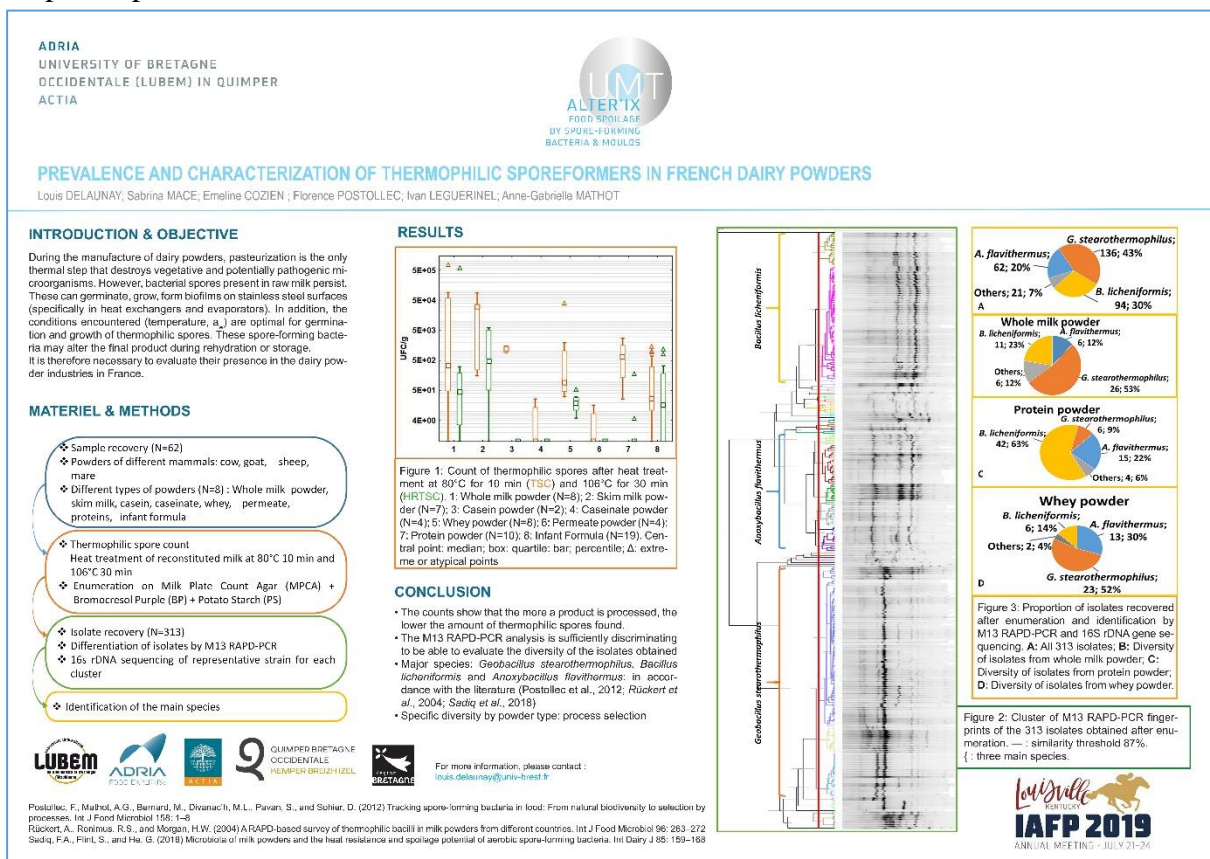 ADRIA
UNIVERSITY OF BRETAGNE
OCCIDENTALE (LUBEM) IN QUIMPER
ACTIA
UMT
ALTER'IX
FOOD SPOILAGE
BY SPORE-FORMING
BACTERIA & MOULDS
PREVALENCE AND CHARACTERIZATION OF THERMOPHILIC SPOREFORMERS IN FRENCH DAIRY POWDERS
Louis DELAUNAY; Sabrina MACE; Emeline COZIEN ; Florence POSTOLLEC; Ivan LEGUERINEL; Anne-Gabrielle MATHOT
INTRODUCTION & OBJECTIVE
During the manufacture of dairy powders, pasteurization is the only
thermal step that destroys vegetative and potentially pathogenic mi-
croorganisms. However, bacterial spores present in raw milk persist.
These can germinate, grow, form biofilms on stainless steel surfaces
(specifically in heat exchangers and evaporators). In addition, the
conditions encountered (temperature, aw) are optimal for germina-
tion and growth of thermophilic spores. These spore-forming bacte-
ria may alter the final product during rehydration or storage.
It is therefore necessary to evaluate their presence in the dairy pow-
der industries in France.
MATERIEL & METHODS
❖ Sample recovery (N=62)
❖ Powders of different mammals: cow, goat, sheep,
mare
❖ Different types of powders (N=8) : Whole milk powder,
skim milk, casein, caseinate, whey, permeate,
proteins, infant formula
❖ Thermophilic spore count
Heat treatment of reconstituted milk at 80°C 10 min and
106°C 30 min
❖ Enumeration on Milk Plate Count Agar (MPCA) +
Bromocresol Purple (BP) + Potato Starch (PS)
❖ Isolate recovery (N=313)
❖ Differentiation of isolates by M13 RAPD-PCR
❖ 16s rDNA sequencing of representative strain for each
cluster
❖ Identification of the main species
RESULTS
UFC/g
5E+05
5E+04
5E+03
5E+02
5E+01
4E+00
1 2 3 4 5 6 7 8
Figure 1: Count of thermophilic spores after heat treat-
ment at 80°C for 10 min (TSC) and 106°C for 30 min
(HRTSC). 1: Whole milk powder (N=8); 2: Skim milk pow-
der (N=7); 3: Casein powder (N=2); 4: Caseinate powder
(N=4); 5: Whey powder (N=8); 6: Permeate powder (N=4);
7: Protein powder (N=10); 8: Infant Formula (N=19). Cen-
tral point: median; box: quartile: bar; percentile; Δ: extre-
me or atypical points
CONCLUSION
• The counts show that the more a product is processed, the
lower the amount of thermophilic spores found.
• The M13 RAPD-PCR analysis is sufficiently discriminating
to be able to evaluate the diversity of the isolates obtained
• Major species: Geobacillus stearothermophilus, Bacillus
licheniformis and Anoxybacillus flavithermus: in accor-
dance with the literature (Postollec et al., 2012; Rückert et
al., 2004; Sadiq et al., 2018)
• Specific diversity by powder type: process selection
For more information, please contact :
louis.delaunay@univ-brest.fr
Bacillus licheniformis
Anoxybacillus flavithermus
Geobacillus stearothermophilus
G. stearothermophilus;
136; 43%
A. flavithermus;
62; 20%
Others; 21; 7%
B. licheniformis;
94; 30%
A
Whole milk powder
B. licheniformis;
11; 23%
A. flavithermus;
6; 12%
Others;
6; 12%
G. stearothermophilus;
26; 53%
Protein powder
G. stearothermophilus;
6; 9%
B. licheniformis;
42; 63%
A. flavithermus;
15; 22%
Others; 4; 6%
C
Whey powder
B. licheniformis;
6; 14%
A. flavithermus;
13; 30%
Others; 2; 4%
G. stearothermophilus;
23; 52%
D
Figure 3: Proportion of isolates recovered
after enumeration and identification by
M13 RAPD-PCR and 16S rDNA gene se-
quencing. A: All 313 isolates; B: Diversity
of isolates from whole milk powder; C:
Diversity of isolates from protein powder;
D: Diversity of isolates from whey powder.
Figure 2: Cluster of M13 RAPD-PCR finger-
prints of the 313 isolates obtained after enu-
meration. — : similarity threshold 87%.
{ : three main species.
LUBEM
ADRIA
ACTIA
QUIMPER BRETAGNE
OCCIDENTALE
KEMPER BREIZH IZEL
BRETAGNE
Postollec, F., Mathot, A.G., Bernard, M., Divanac'h, M.L., Pavan, S., and Sohier, D. (2012) Tracking spore-forming bacteria in food: From natural biodiversity to selection by
processes. Int J Food Microbiol 158: 1–8
Rückert, A., Ronimus, R.S., and Morgan, H.W. (2004) A RAPD-based survey of thermophilic bacilli in milk powders from different countries. Int J Food Microbiol 96: 263–272
Sadiq, F.A., Flint, S., and He, G. (2018) Microbiota of milk powders and the heat resistance and spoilage potential of aerobic spore-forming bacteria. Int Dairy J 85: 159–168
Louisville
KENTUCKY
IAFP 2019
ANNUAL MEETING · JULY 21–24